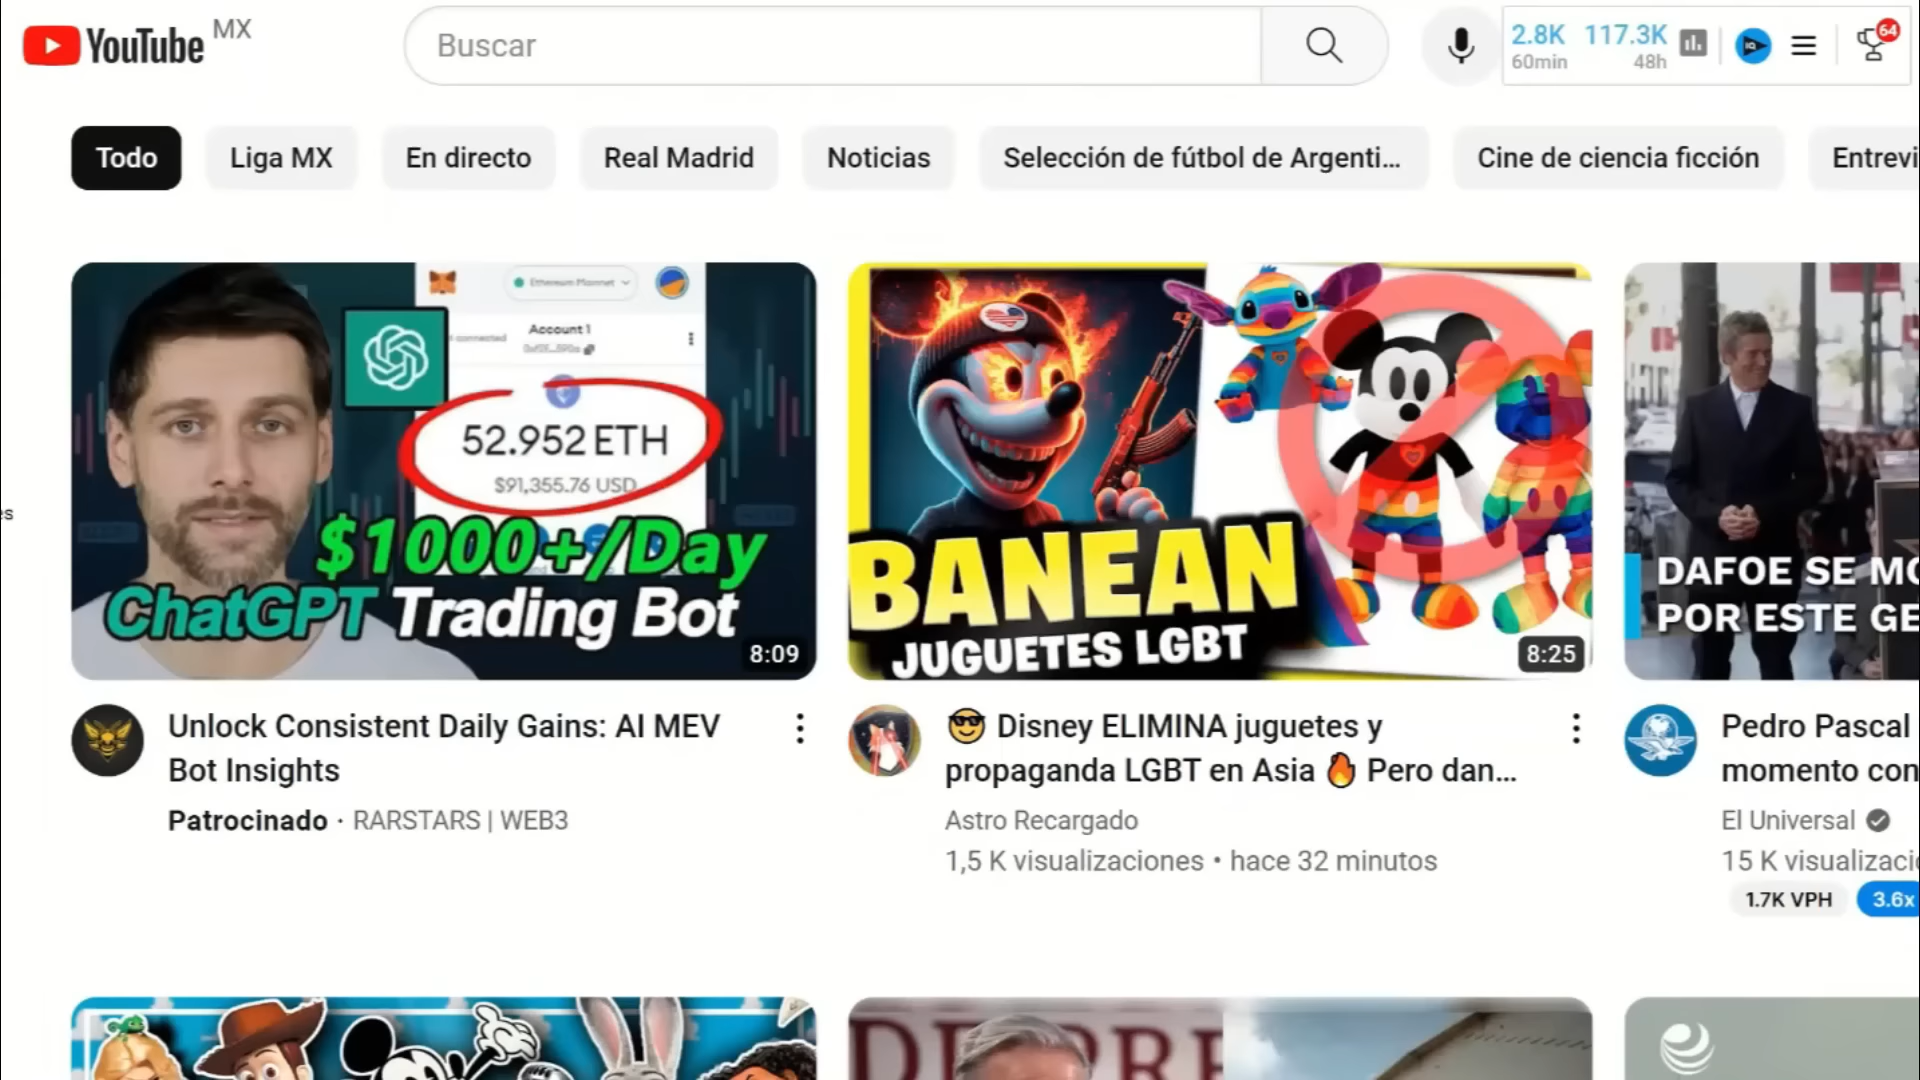 YouTube MX
Buscar
2.8K 117.3K
60min 48h
64
Todo
Liga MX
En directo
Real Madrid
Noticias
Selección de fútbol de Argenti...
Cine de ciencia ficción
Entrevi
Ethereum Mainnet
connected
Account 1
52.952 ETH
$91,355.76 USD
$1000+/Day
ChatGPT Trading Bot
8:09
BANEAN
JUGUETES LGBT
8:25
DAFOE SE MO
POR ESTE GE
es
Unlock Consistent Daily Gains: AI MEV
Bot Insights
Patrocinado · RARSTARS | WEB3
😎 Disney ELIMINA juguetes y
propaganda LGBT en Asia 🔥 Pero dan...
Astro Recargado
1,5 K visualizaciones • hace 32 minutos
Pedro Pascal
momento con
El Universal
15 K visualizacio
1.7K VPH
3.6x